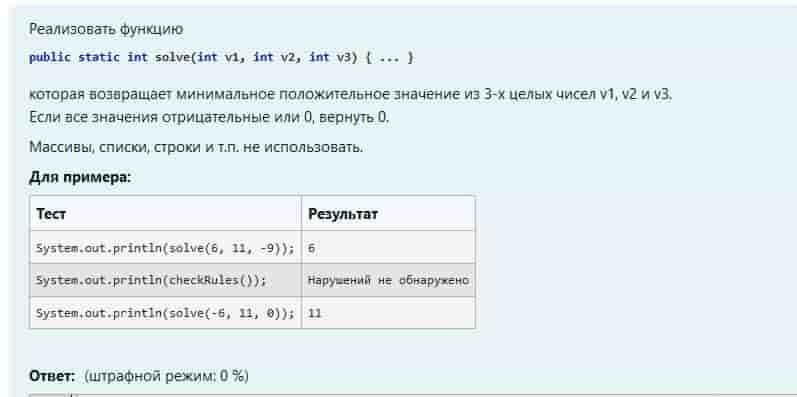 Реализовать функцию
public static int solve(int v1, int v2, int v3) { ... }
которая возвращает минимальное положительное значение из 3-х целых чисел v1, v2 и v3.
Если все значения отрицательные или 0, вернуть 0.
Массивы, списки, строки и т.п. не использовать.
Для примера:
Тест Результат
System.out.println(solve(6, 11, -9)); 6
System.out.println(checkRules()); Нарушений не обнаружено
System.out.println(solve(-6, 11, 0)); 11
Ответ: (штрафной режим: 0 %)